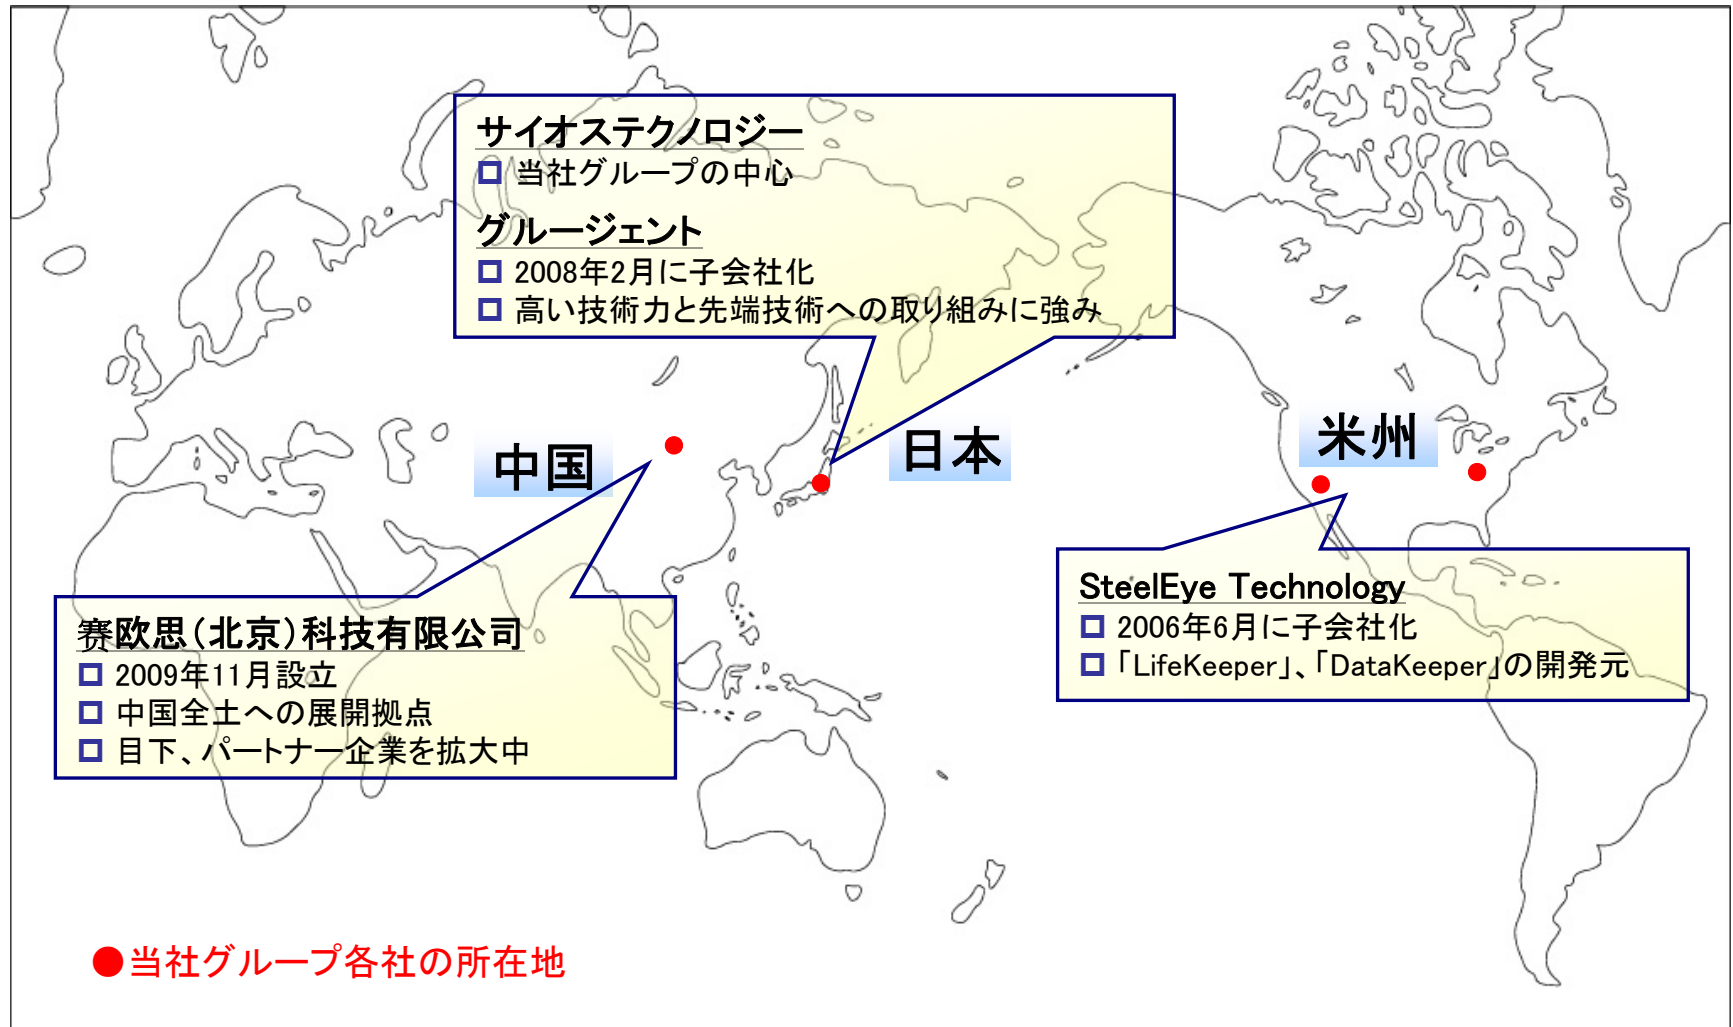 サイオステクノロジー
当社グループの中心
グルージェント
2008年2月に子会社化
高い技術力と先端技術への取り組みに強み
中国
日本
米州
赛欧思（北京）科技有限公司
2009年11月設立
中国全土への展開拠点
目下、パートナー企業を拡大中
SteelEye Technology
2006年6月に子会社化
「LifeKeeper」、「DataKeeper」の開発元
●当社グループ各社の所在地